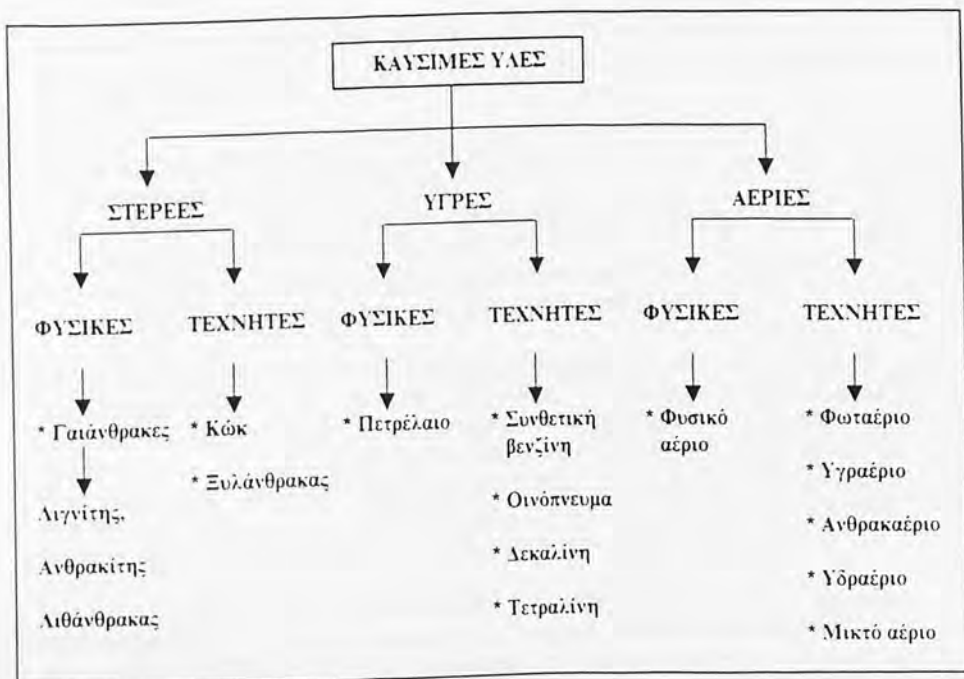 ΚΑΥΣΙΜΕΣ ΥΛΕΣ
ΣΤΕΡΕΕΣ
ΥΓΡΕΣ
ΑΕΡΙΕΣ
ΦΥΣΙΚΕΣ
ΤΕΧΝΗΤΕΣ
ΦΥΣΙΚΕΣ
ΤΕΧΝΗΤΕΣ
ΦΥΣΙΚΕΣ
ΤΕΧΝΗΤΕΣ
* Γαιάνθρακες
Λιγνίτης,
Ανθρακίτης
Λιθάνθρακας
* Κώκ
* Ξυλάνθρακας
* Πετρέλαιο
* Συνθετική
βενζίνη
* Οινόπνευμα
* Δεκαλίνη
* Τετραλίνη
* Φυσικό
αέριο
* Φωταέριο
* Υγραέριο
* Ανθρακαέριο
* Υδραέριο
* Μικτό αέριο